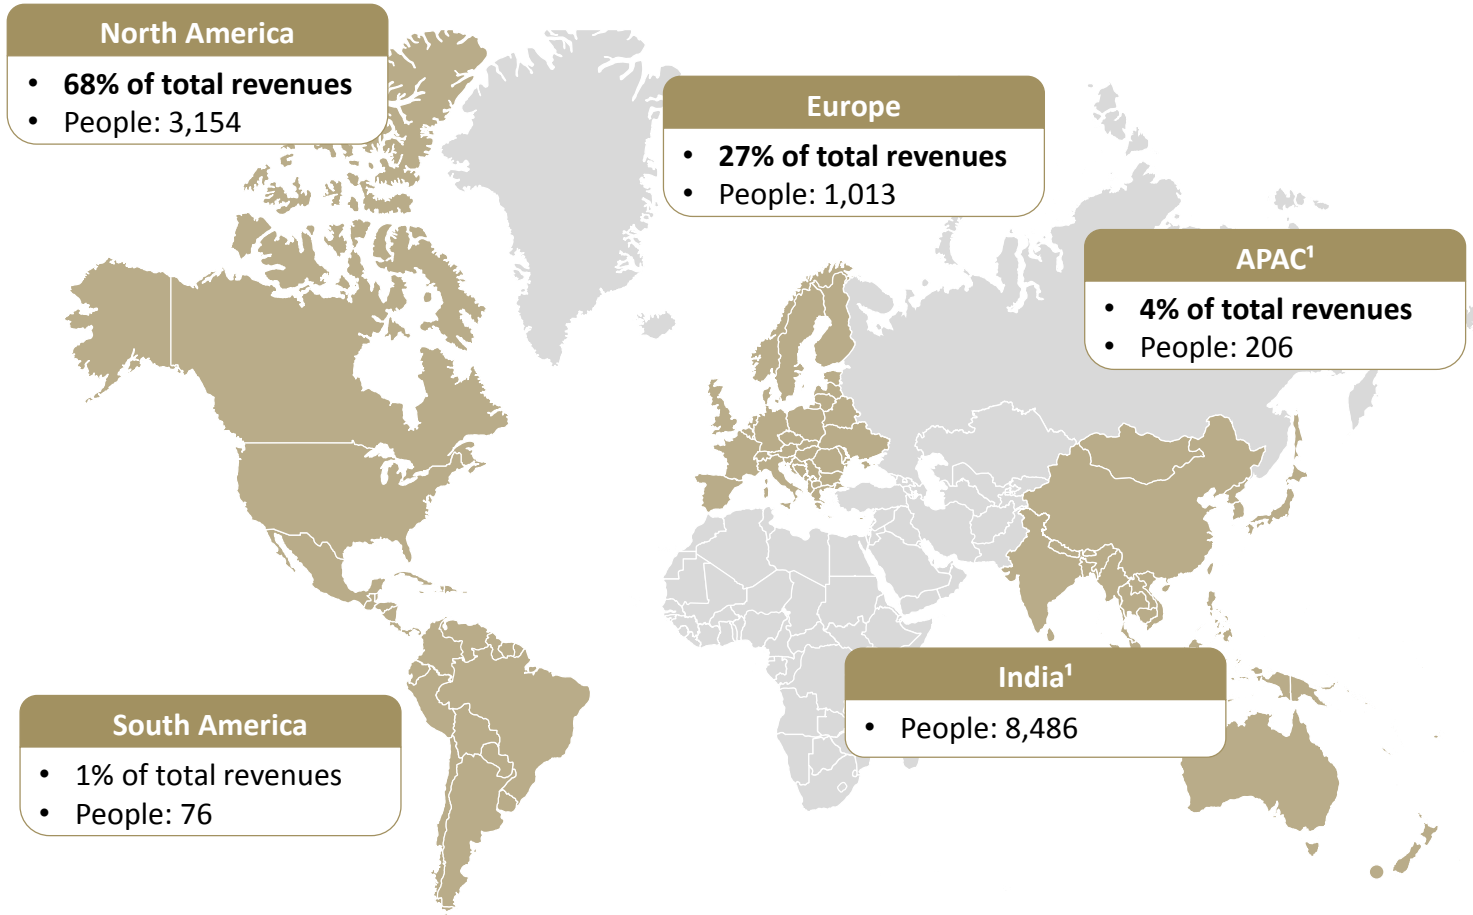 North America
• 68% of total revenues
• People: 3,154
Europe
• 27% of total revenues
• People: 1,013
APAC¹
• 4% of total revenues
• People: 206
India¹
• People: 8,486
South America
• 1% of total revenues
• People: 76